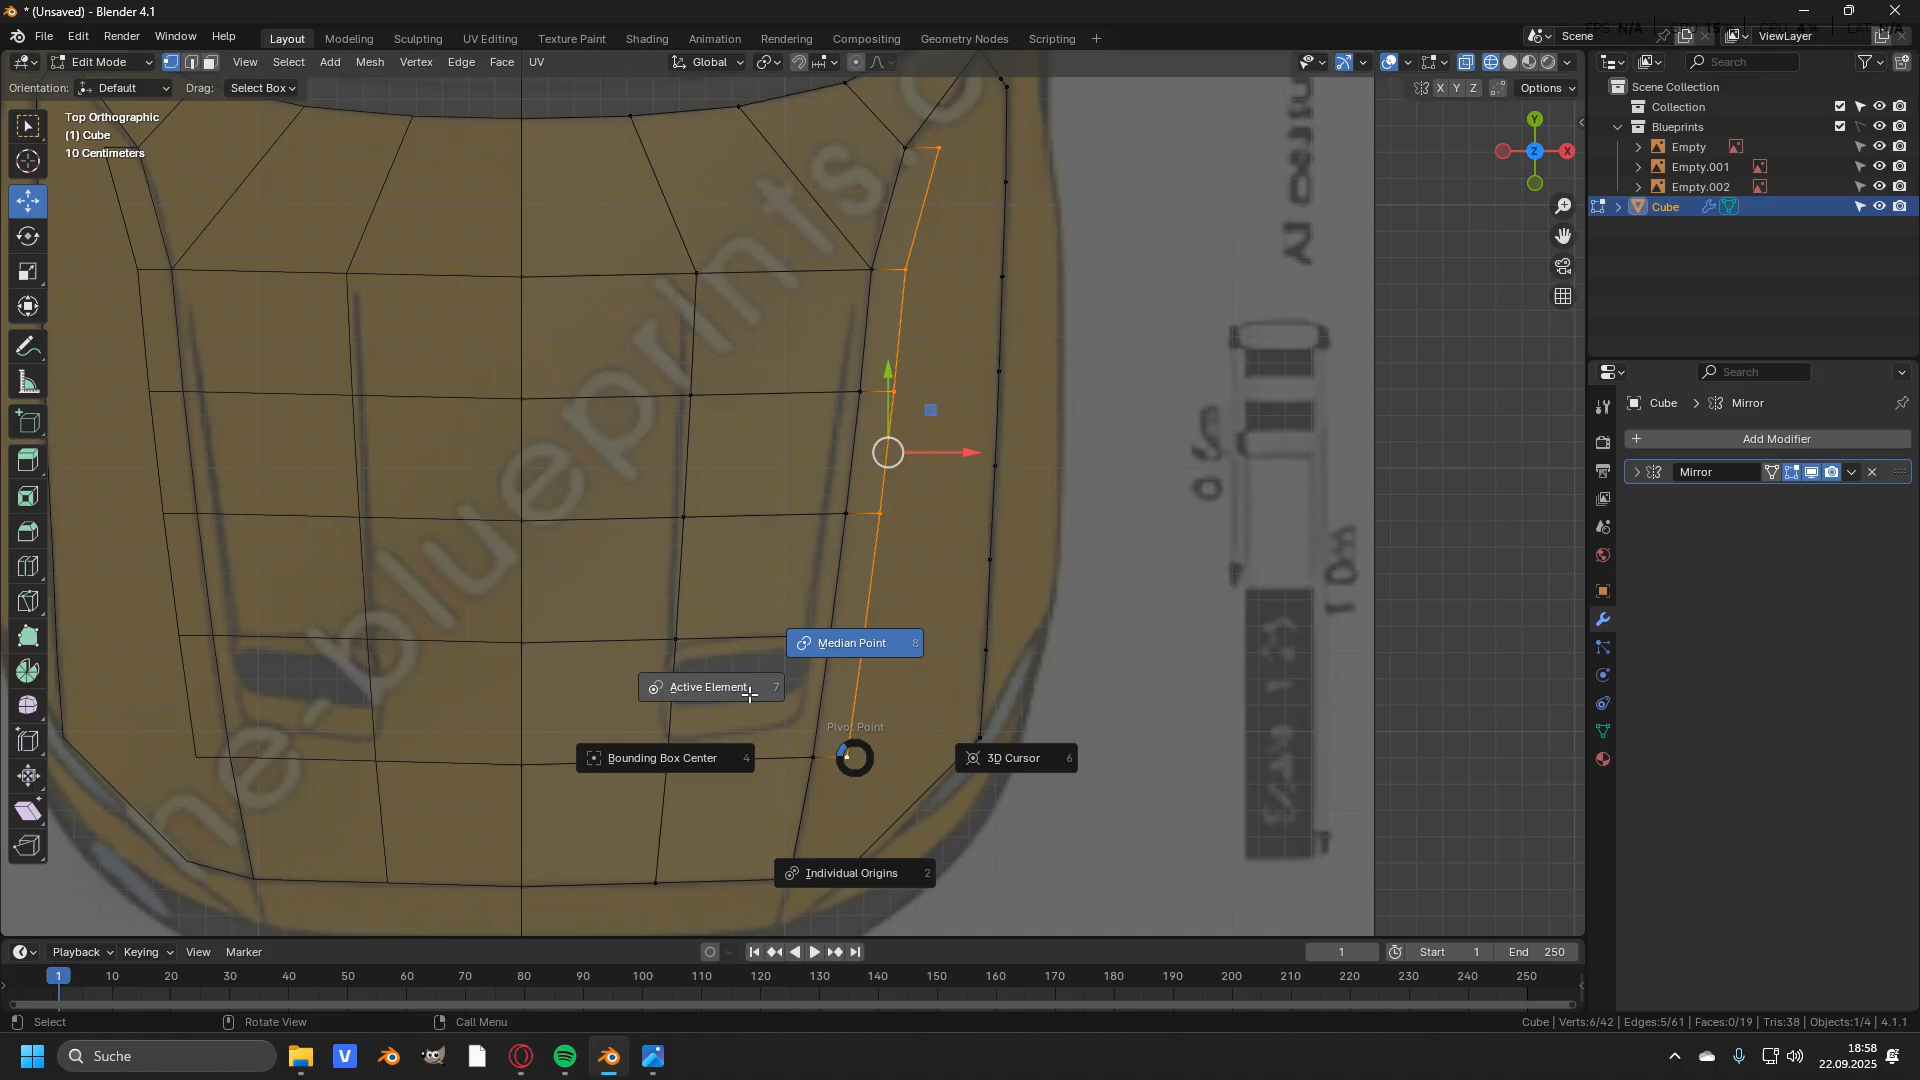 * (Unsaved) - Blender 4.1
File Edit Render Window Help
Layout Modeling Sculpting UV Editing Texture Paint Shading Animation Rendering Compositing Geometry Nodes Scripting +
Scene
ViewLayer
Edit Mode
View Select Add Mesh Vertex Edge Face UV
Global
Search
Orientation: Default Drag: Select Box
X Y Z
Options
Scene Collection
Collection
Blueprints
Empty
Empty.001
Empty.002
Cube
Top Orthographic
(1) Cube
10 Centimeters
Y
Z
X
Search
Cube > Mirror
Add Modifier
Mirror
Median Point 8
Active Element 7
Pivot Point
Bounding Box Center 4
3D Cursor 6
Individual Origins 2
Playback Keying View Marker
1
Start 1 End 250
1 10 20 30 40 50 60 70 80 90 100 110 120 130 140 150 160 170 180 190 200 210 220 230 240 250
Select
Rotate View
Call Menu
Cube | Verts:6/42 | Edges:5/61 | Faces:0/19 | Tris:38 | Objects:1/4 | 4.1.1
Suche
18:58
22.09.2025